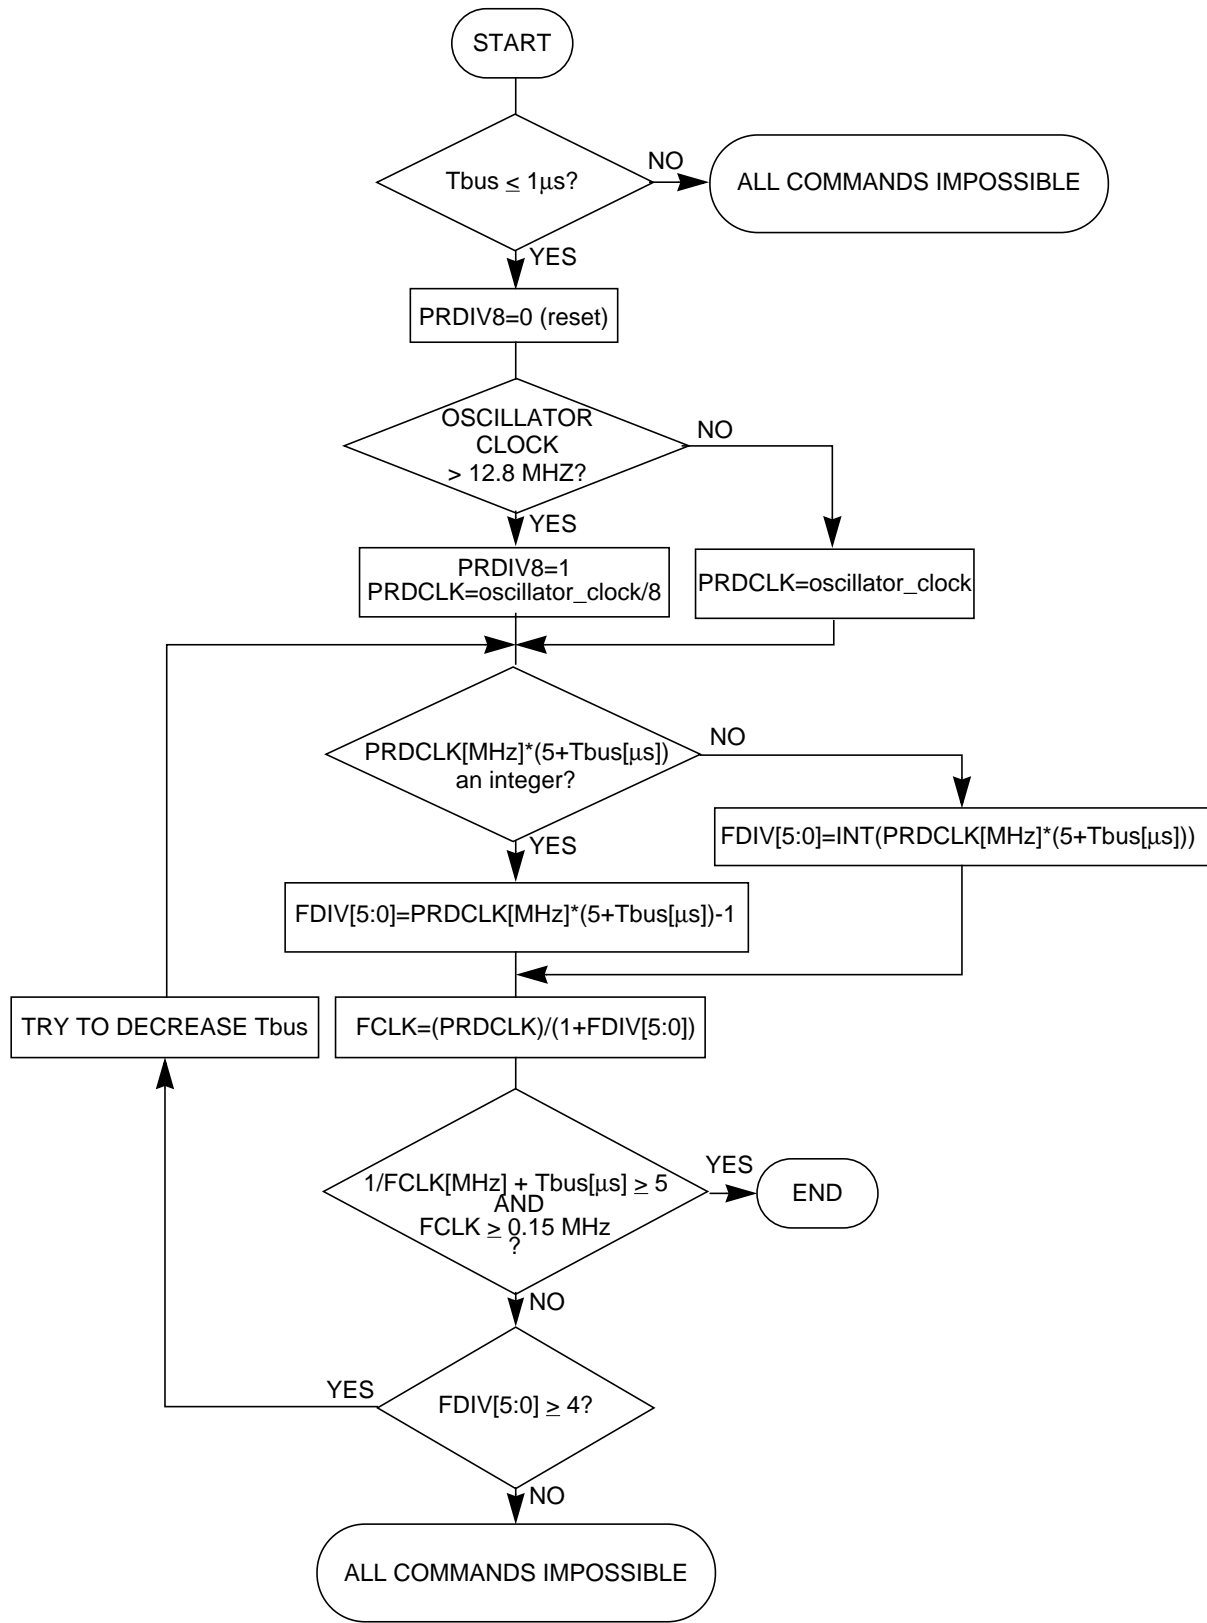 START
Tbus ≤ 1μs?
NO
ALL COMMANDS IMPOSSIBLE
YES
PRDIV8=0 (reset)
OSCILLATOR
CLOCK
> 12.8 MHZ?
NO
YES
PRDIV8=1
PRDCLK=oscillator_clock/8
PRDCLK=oscillator_clock
PRDCLK[MHz]*(5+Tbus[μs])
an integer?
NO
YES
FDIV[5:0]=INT(PRDCLK[MHz]*(5+Tbus[μs]))
FDIV[5:0]=PRDCLK[MHz]*(5+Tbus[μs])-1
TRY TO DECREASE Tbus
FCLK=(PRDCLK)/(1+FDIV[5:0])
1/FCLK[MHz] + Tbus[μs] ≥ 5
AND
FCLK ≥ 0.15 MHz
?
YES
END
NO
FDIV[5:0] ≥ 4?
YES
NO
ALL COMMANDS IMPOSSIBLE